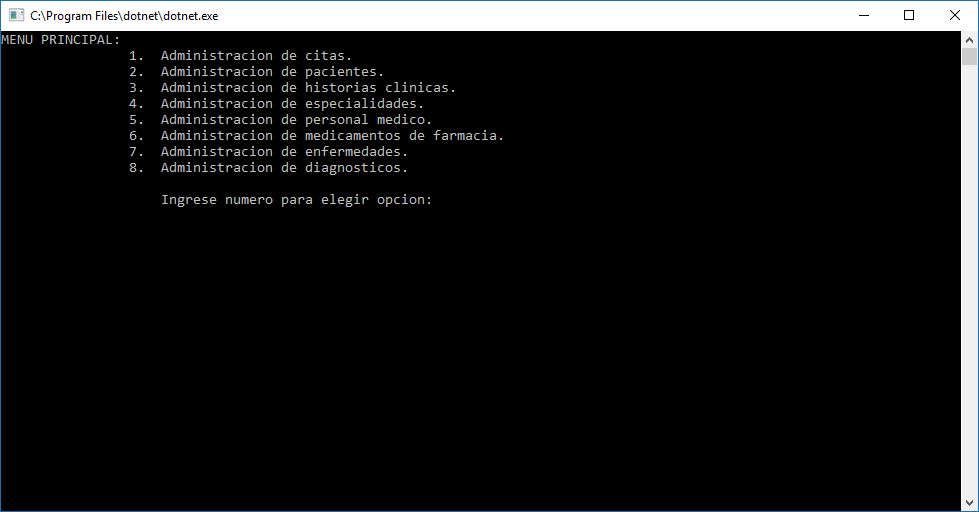 C:\Program Files\dotnet\dotnet.exe
MENU PRINCIPAL:
1. Administracion de citas.
2. Administracion de pacientes.
3. Administracion de historias clinicas.
4. Administracion de especialidades.
5. Administracion de personal medico.
6. Administracion de medicamentos de farmacia.
7. Administracion de enfermedades.
8. Administracion de diagnosticos.
Ingrese numero para elegir opcion: